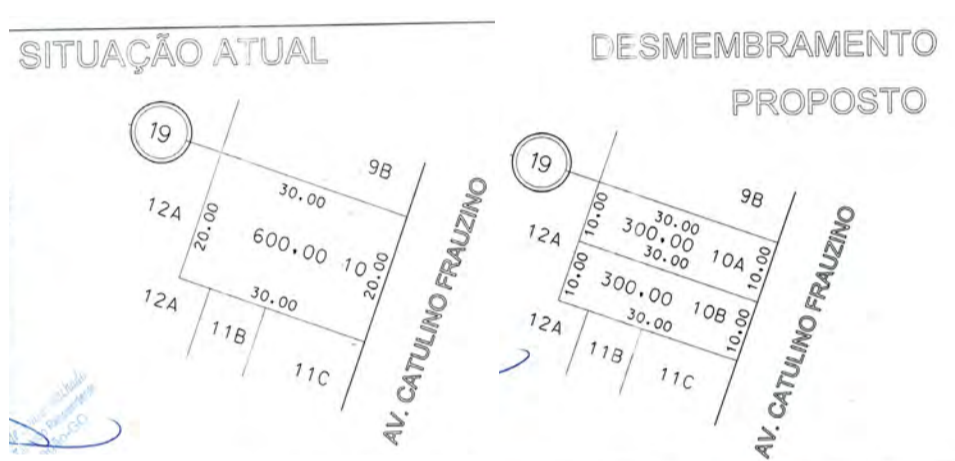 SITUAÇÃO ATUAL
19
9B
30.00
12A
20.00
600,00 10
20.00
12A
30.00
11B
11C
AV. CATULINO FRAUZINO
DESMEMBRAMENTO
PROPOSTO
19
9B
10.00
30.00
300,00
10A
12A
30.00
10.00
10.00
300,00
10B
12A
30.00
10.00
11B
11C
AV. CATULINO FRAUZINO